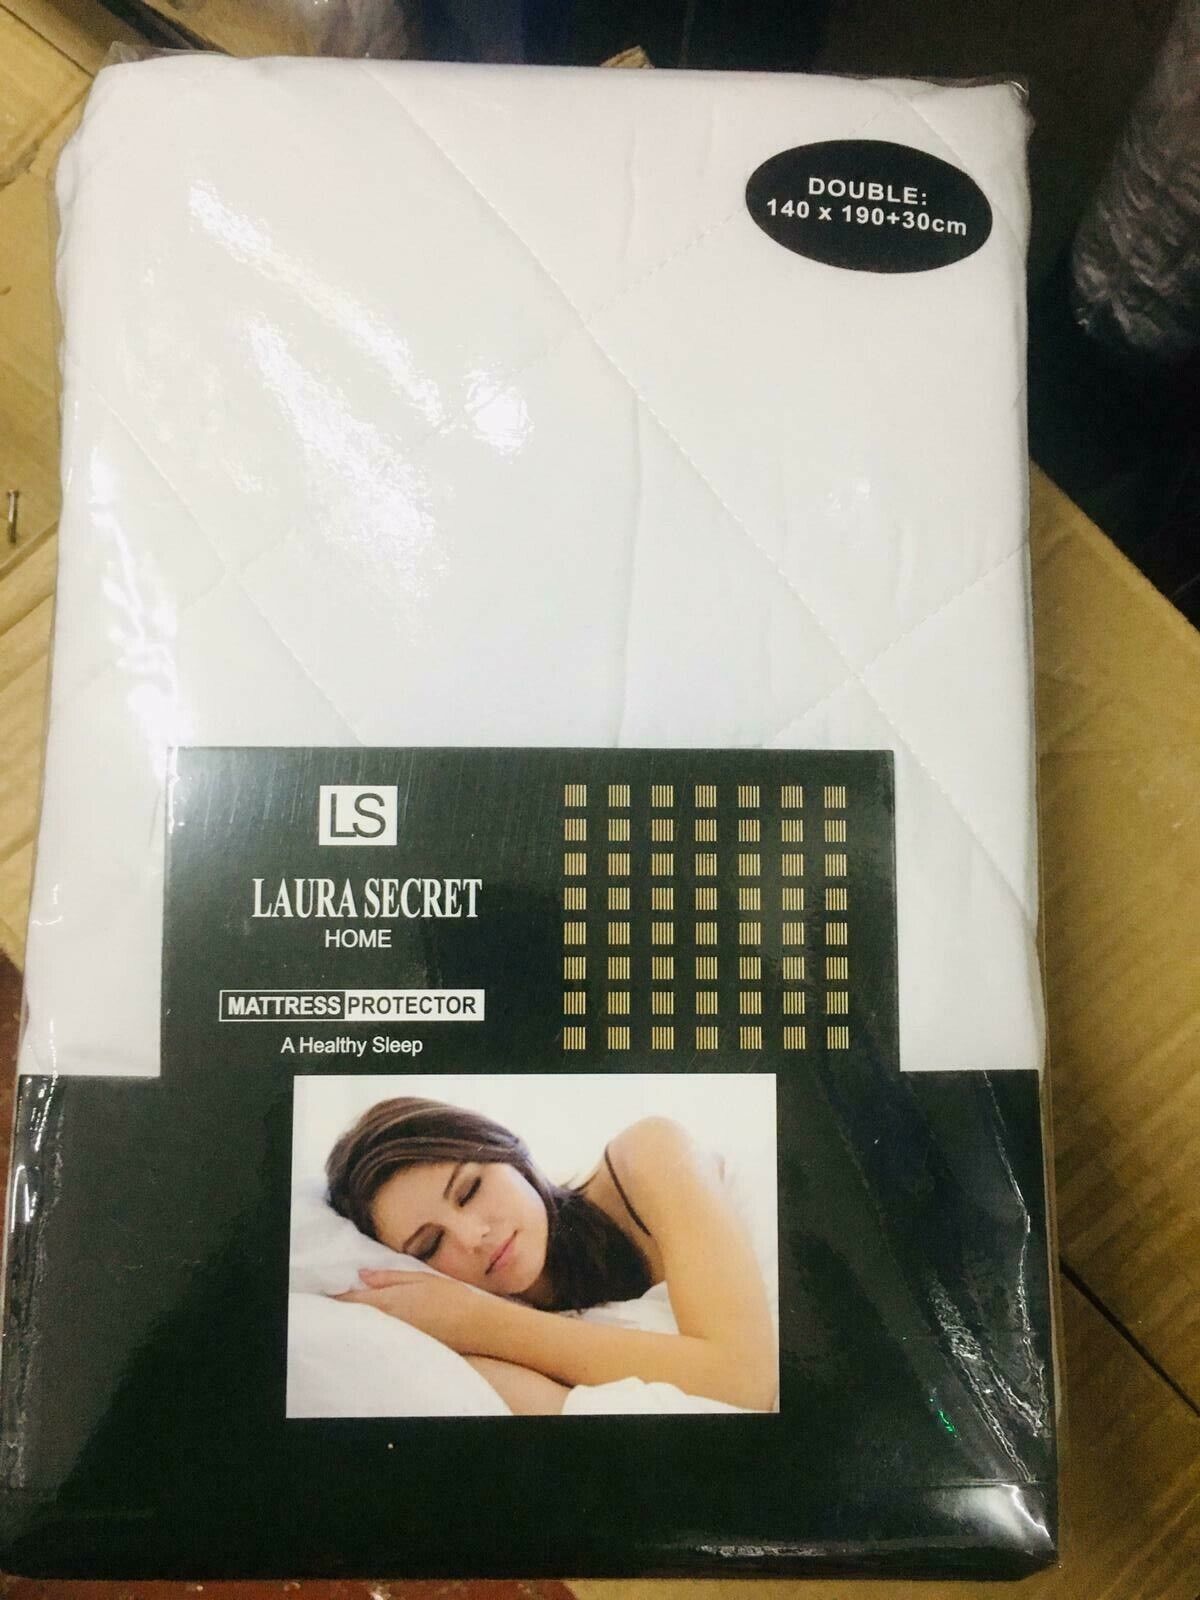 DOUBLE:
140 x 190+30cm
LS
LAURA SECRET
HOME
MATTRESS PROTECTOR
A Healthy Sleep